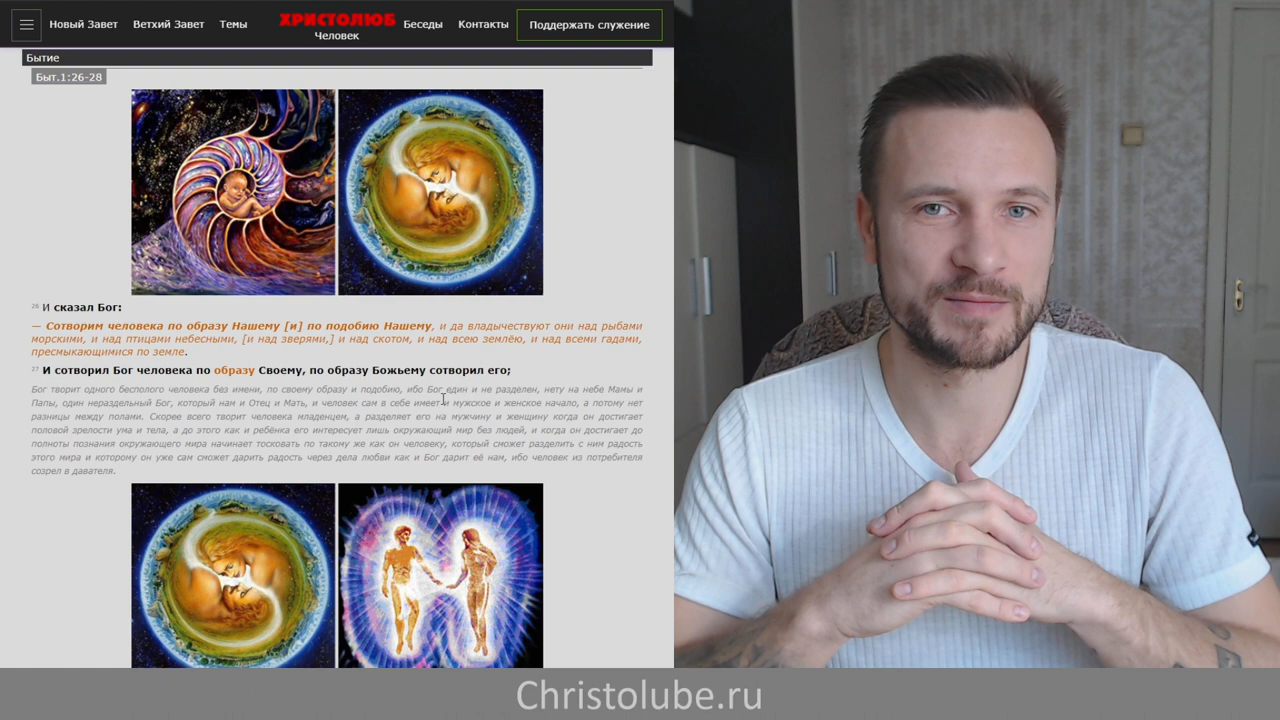 Новый Завет Ветхий Завет Темы ХРИСТОЛЮБ Беседы Контакты Поддержать служение
Человек
Бытие
Быт.1:26-28
26 И сказал Бог:
— Сотворим человека по образу Нашему [и] по подобию Нашему, и да владычествуют они над рыбами
морскими, и над птицами небесными, [и над зверями,] и над скотом, и над всею землёю, и над всеми гадами,
пресмыкающимися по земле.
27 И сотворил Бог человека по образу Своему, по образу Божьему сотворил его;
Бог творит одного бесполого человека без имени, по своему образу и подобию, ибо Бог един и не разделен, нету на небе Мамы и
Папы, один нераздельный Бог, который нам и Отец и Мать, и человек сам в себе имеет и мужское и женское начало, а потому нет
разницы между полами. Скорее всего творит человека младенцем, а разделяет его на мужчину и женщину когда он достигает
половой зрелости ума и тела, а до этого как и ребёнка его интересует лишь окружающий мир без людей, и когда он достигает до
полноты познания окружающего мира начинает тосковать по такому же как он человеку, который сможет разделить с ним радость
этого мира и которому он уже сам сможет дарить радость через дела любви как и Бог дарит её нам, ибо человек из потребителя
созрел в давателя.
Christolube.ru